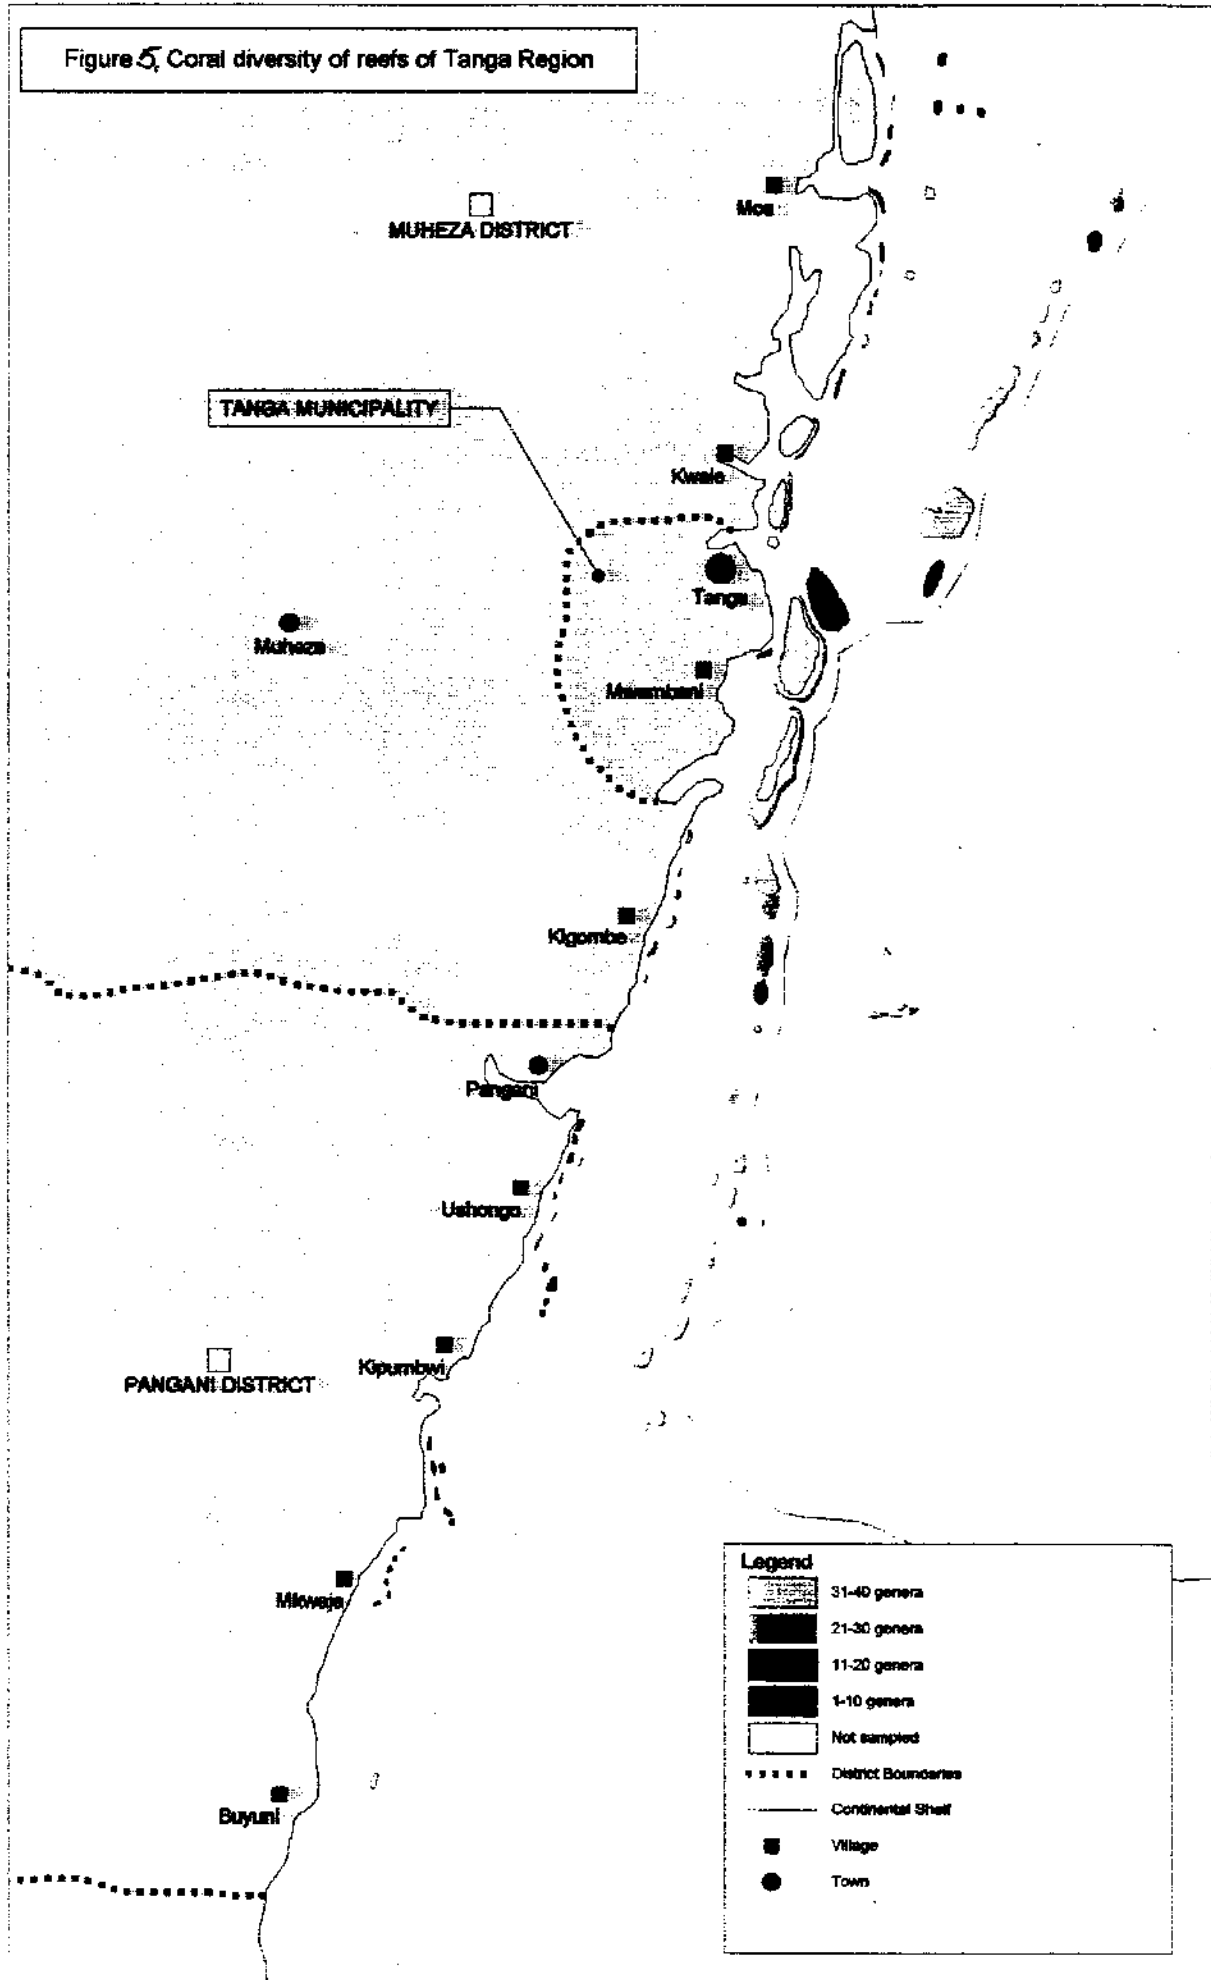 Figure 5, Coral diversity of reefs of Tanga Region
Moa
MUHEZA DISTRICT
TANGA MUNICIPALITY
Kwale
Tanga
Muheza
Mwambani
Kigombe
Pangani
Ushongo
Kipumbwi
PANGANI DISTRICT
Mkwaja
Buyuni
Legend
31-40 genera
21-30 genera
11-20 genera
1-10 genera
Not sampled
District Boundaries
Continental Shelf
Village
Town